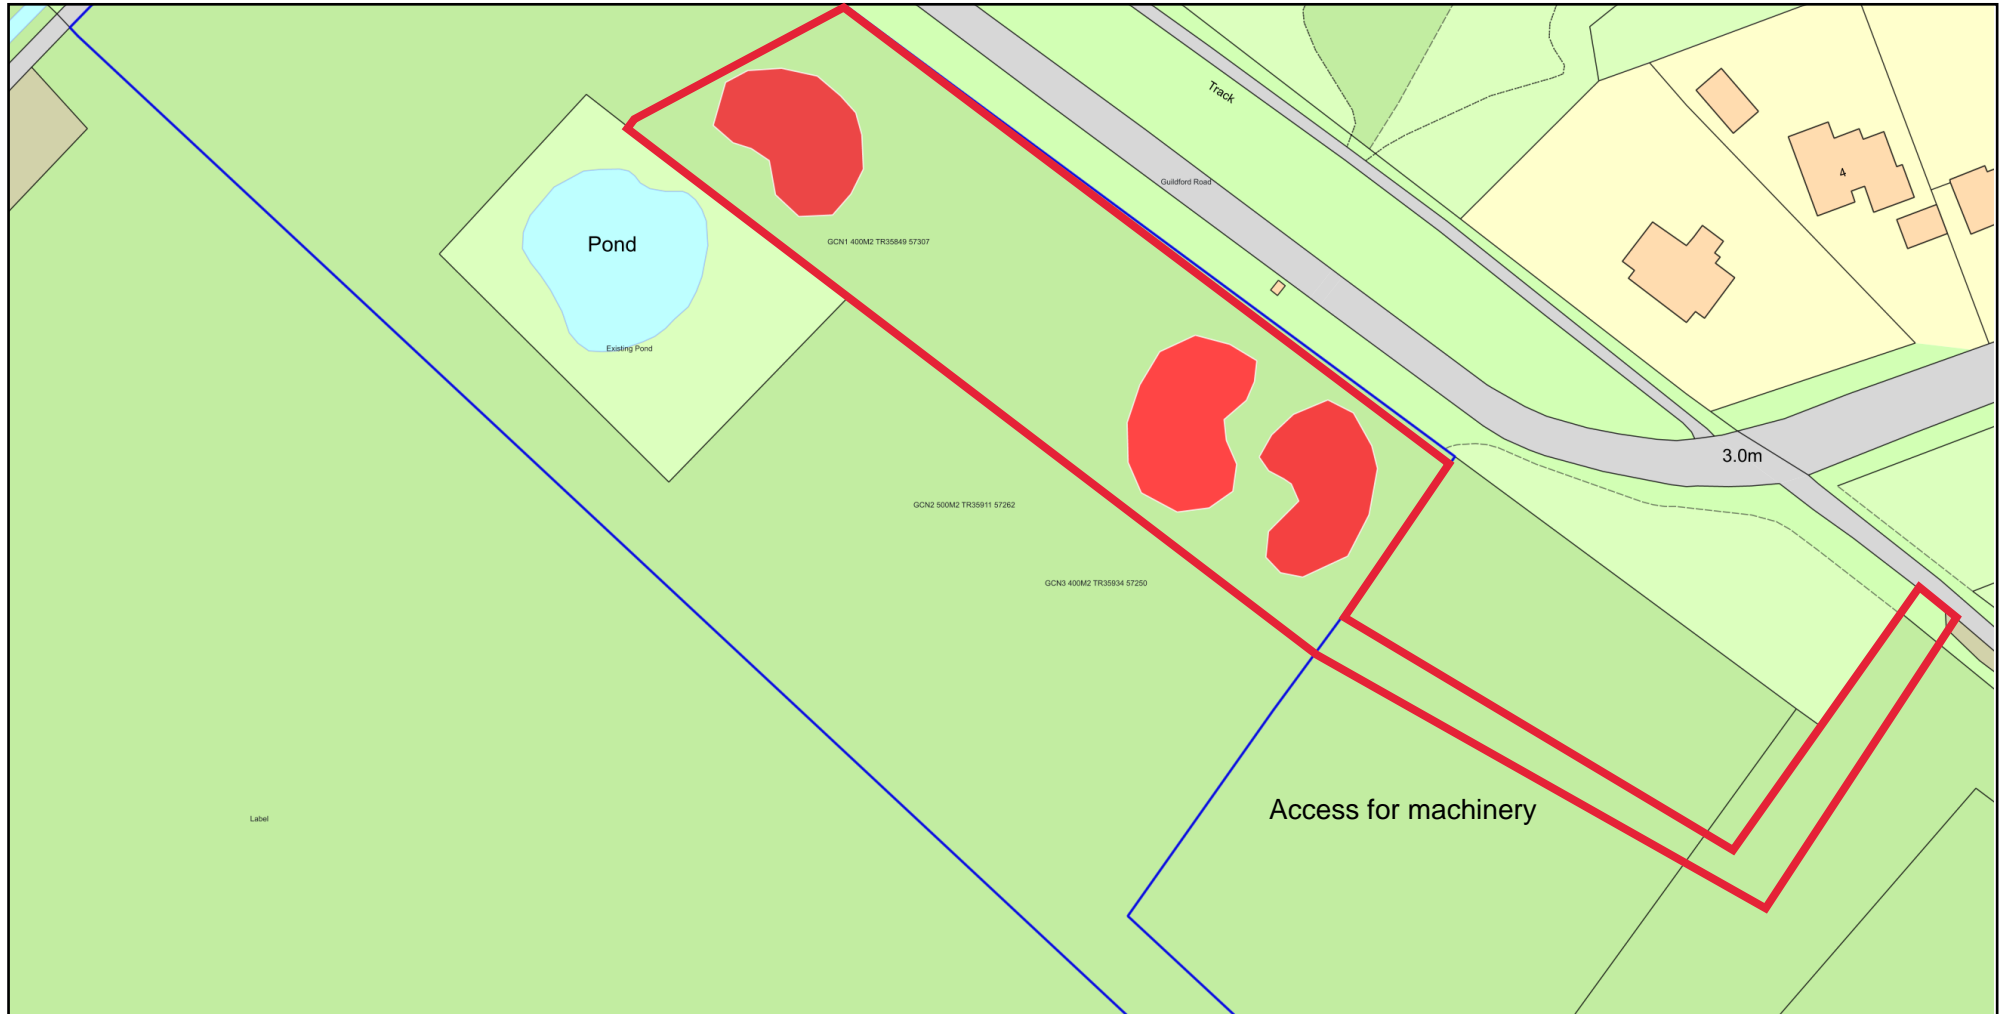 Track
Guildford Road
4
Pond
GCN1 400M2 TR35849 57307
Existing Pond
3.0m
GCN2 500M2 TR35911 57262
GCN3 400M2 TR35934 57250
Access for machinery
Label